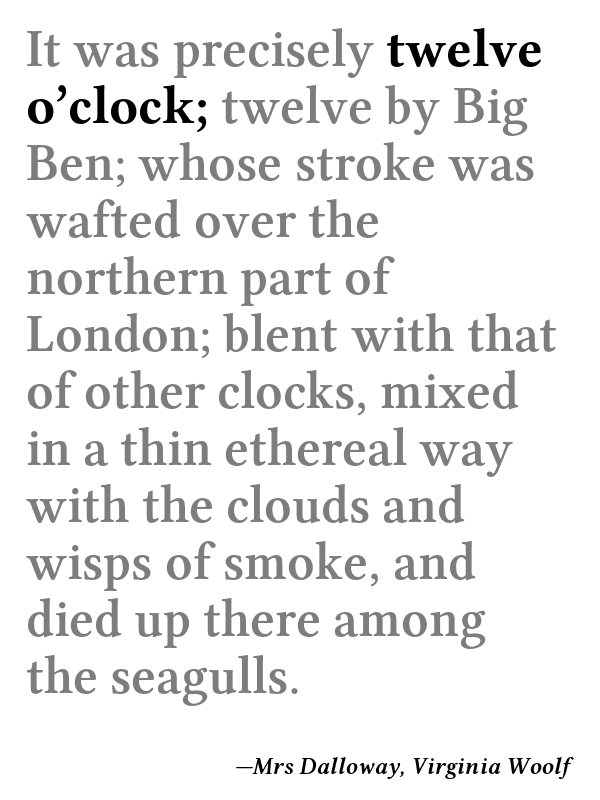 It was precisely twelve
o’clock; twelve by Big
Ben; whose stroke was
wafted over the
northern part of
London; blent with that
of other clocks, mixed
in a thin ethereal way
with the clouds and
wisps of smoke, and
died up there among
the seagulls.
—Mrs Dalloway, Virginia Woolf